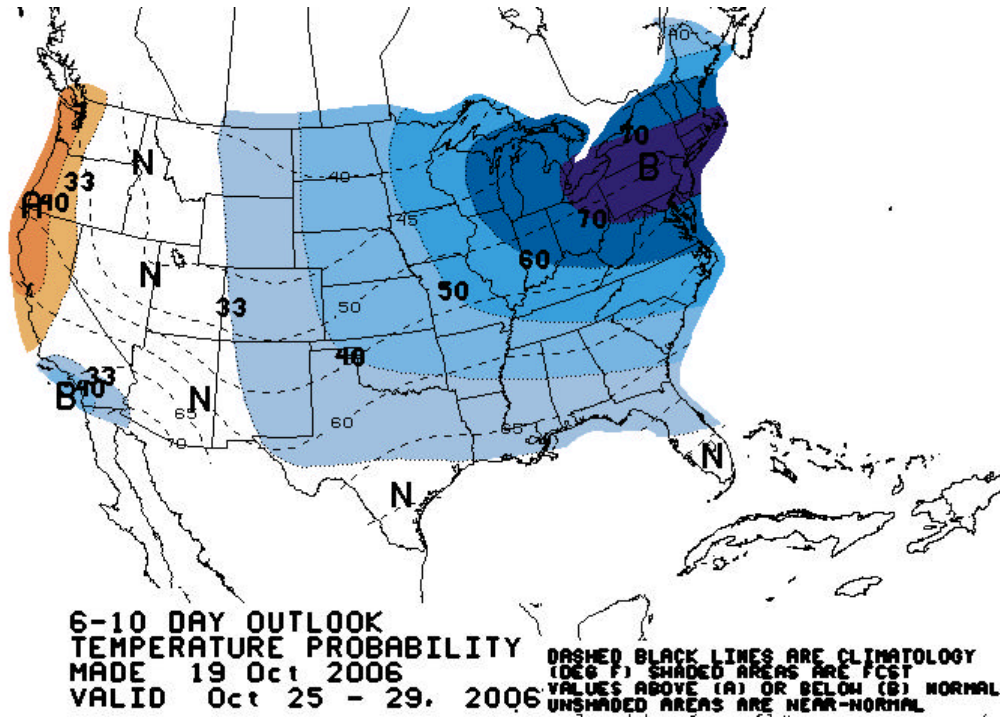 40
70
N
B
33
40
A
40
70
45
60
N
50
33
50
40
33
B
40
N
65
60
65
70
N
N
6-10 DAY OUTLOOK
TEMPERATURE PROBABILITY
MADE 19 Oct 2006
VALID Oct 25 - 29, 2006
DASHED BLACK LINES ARE CLIMATOLOGY
(DEG F) SHADED AREAS ARE FCST
VALUES ABOVE (A) OR BELOW (B) NORMAL
UNSHADED AREAS ARE NEAR-NORMAL